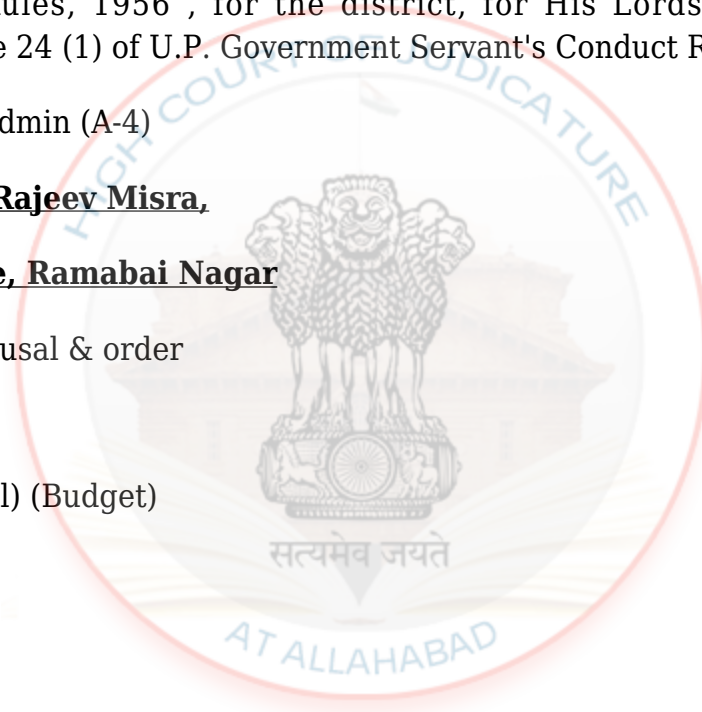 ules, 1956 , for the district, for His Lords
e 24 (1) of U.P. Government Servant's Conduct R
dmin (A-4)
Rajeev Misra,
e, Ramabai Nagar
usal & order
l) (Budget)
HIGH COURT OF JUDICATURE
सत्यमेव जयते
AT ALLAHABAD